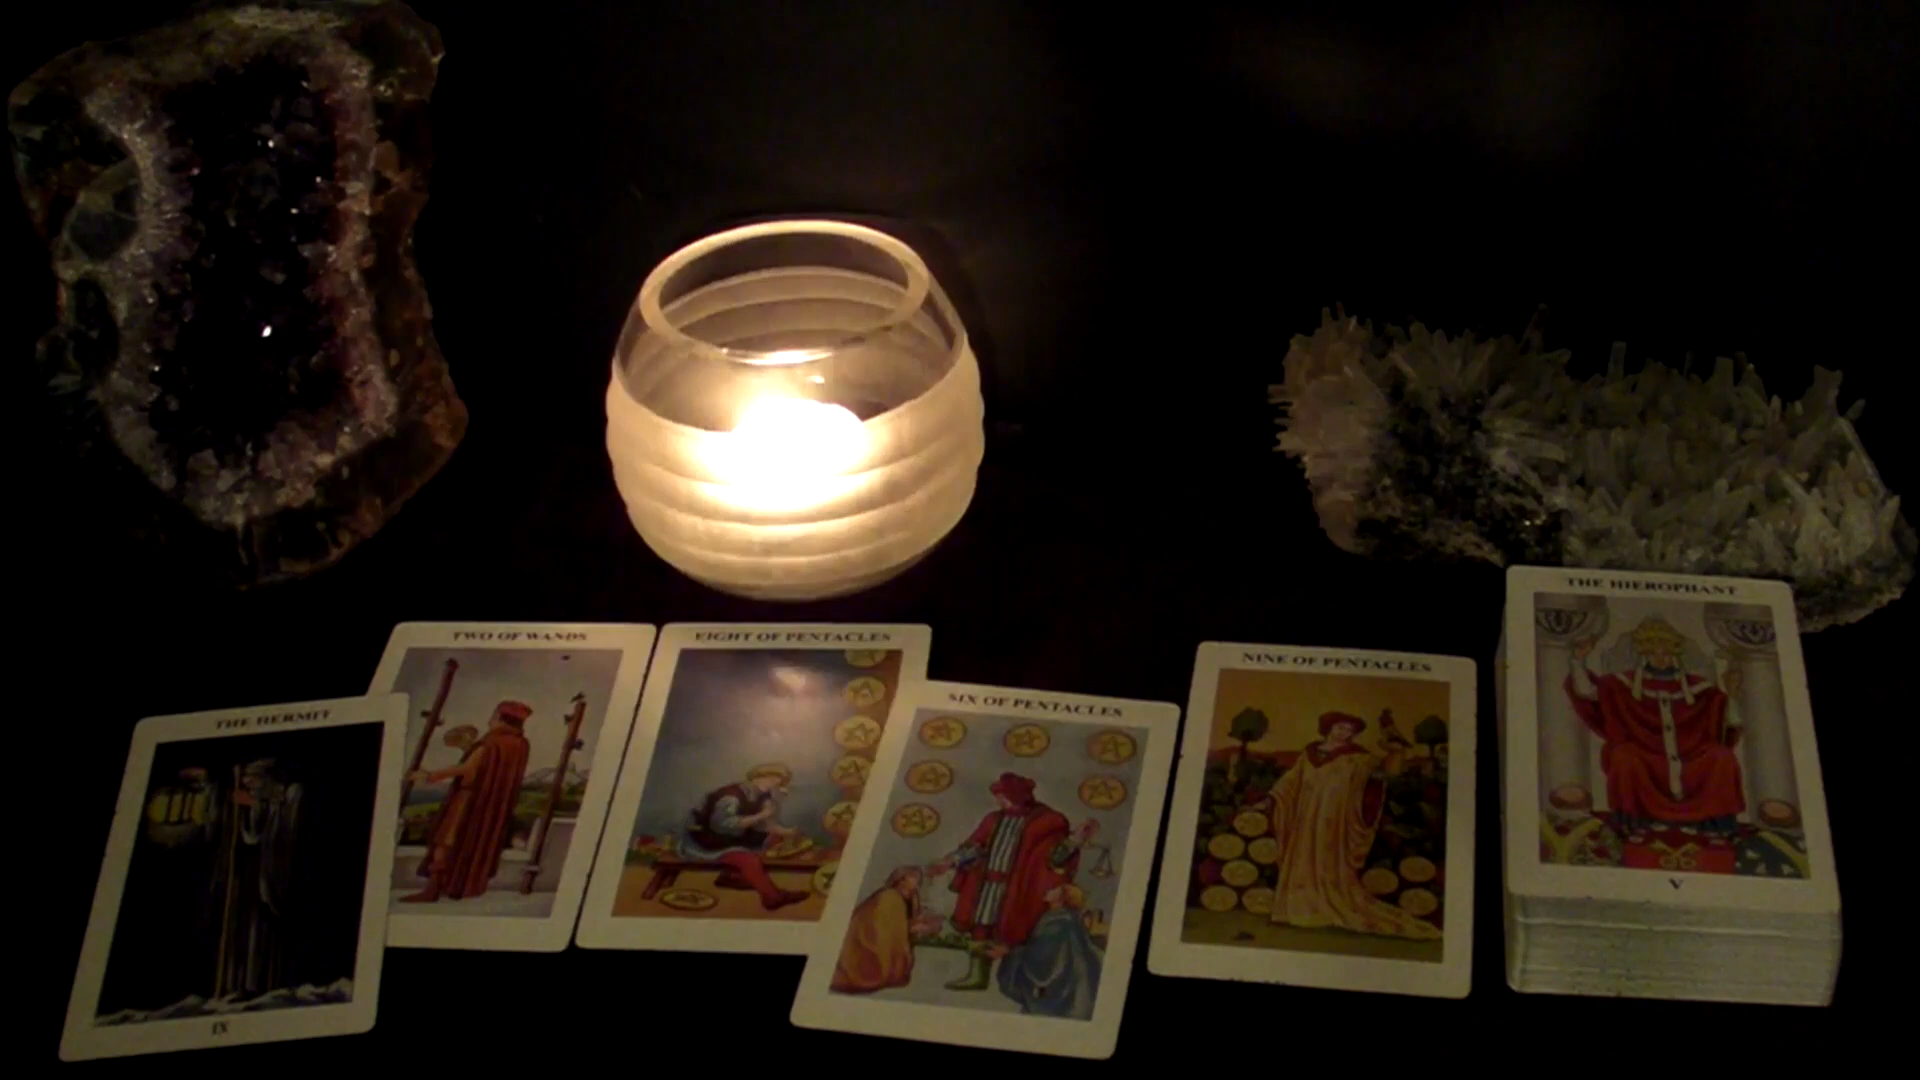 THE HERMIT
IX
TWO OF WANDS
EIGHT OF PENTACLES
SIX OF PENTACLES
NINE OF PENTACLES
THE HIEROPHANT
V